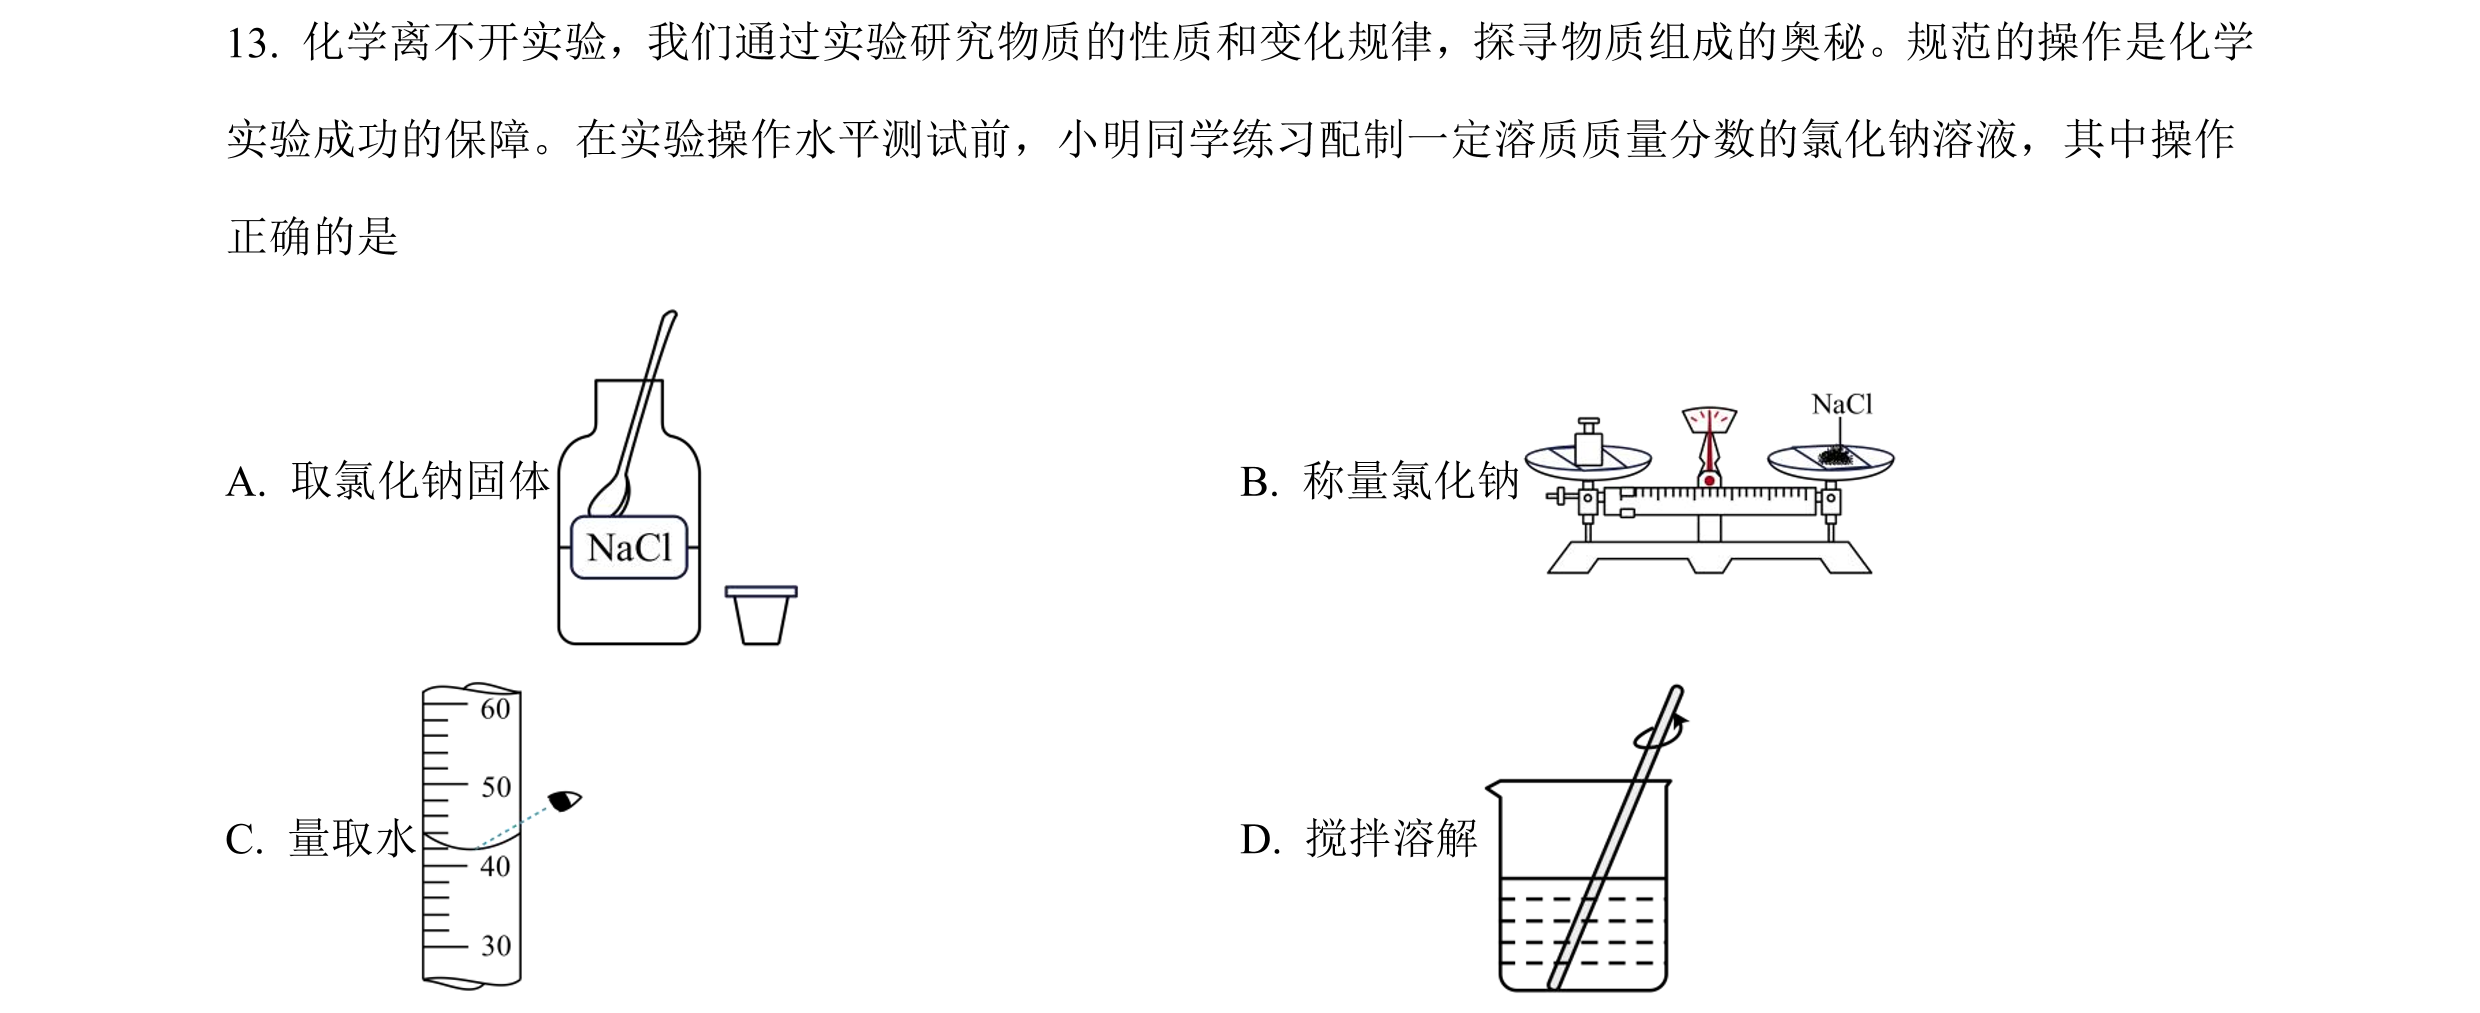 13. 化学离不开实验，我们通过实验研究物质的性质和变化规律，探寻物质组成的奥秘。规范的操作是化学
实验成功的保障。在实验操作水平测试前，小明同学练习配制一定溶质质量分数的氯化钠溶液，其中操作
正确的是
A. 取氯化钠固体
NaCl
B. 称量氯化钠
NaCl
C. 量取水
60
50
40
30
D. 搅拌溶解